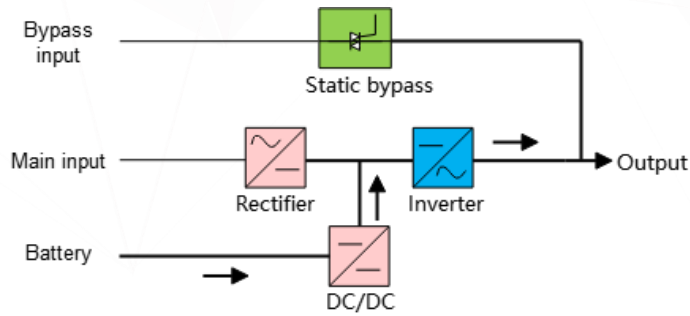 Bypass
input
Static bypass
Main input
Output
Rectifier
Inverter
Battery
DC/DC